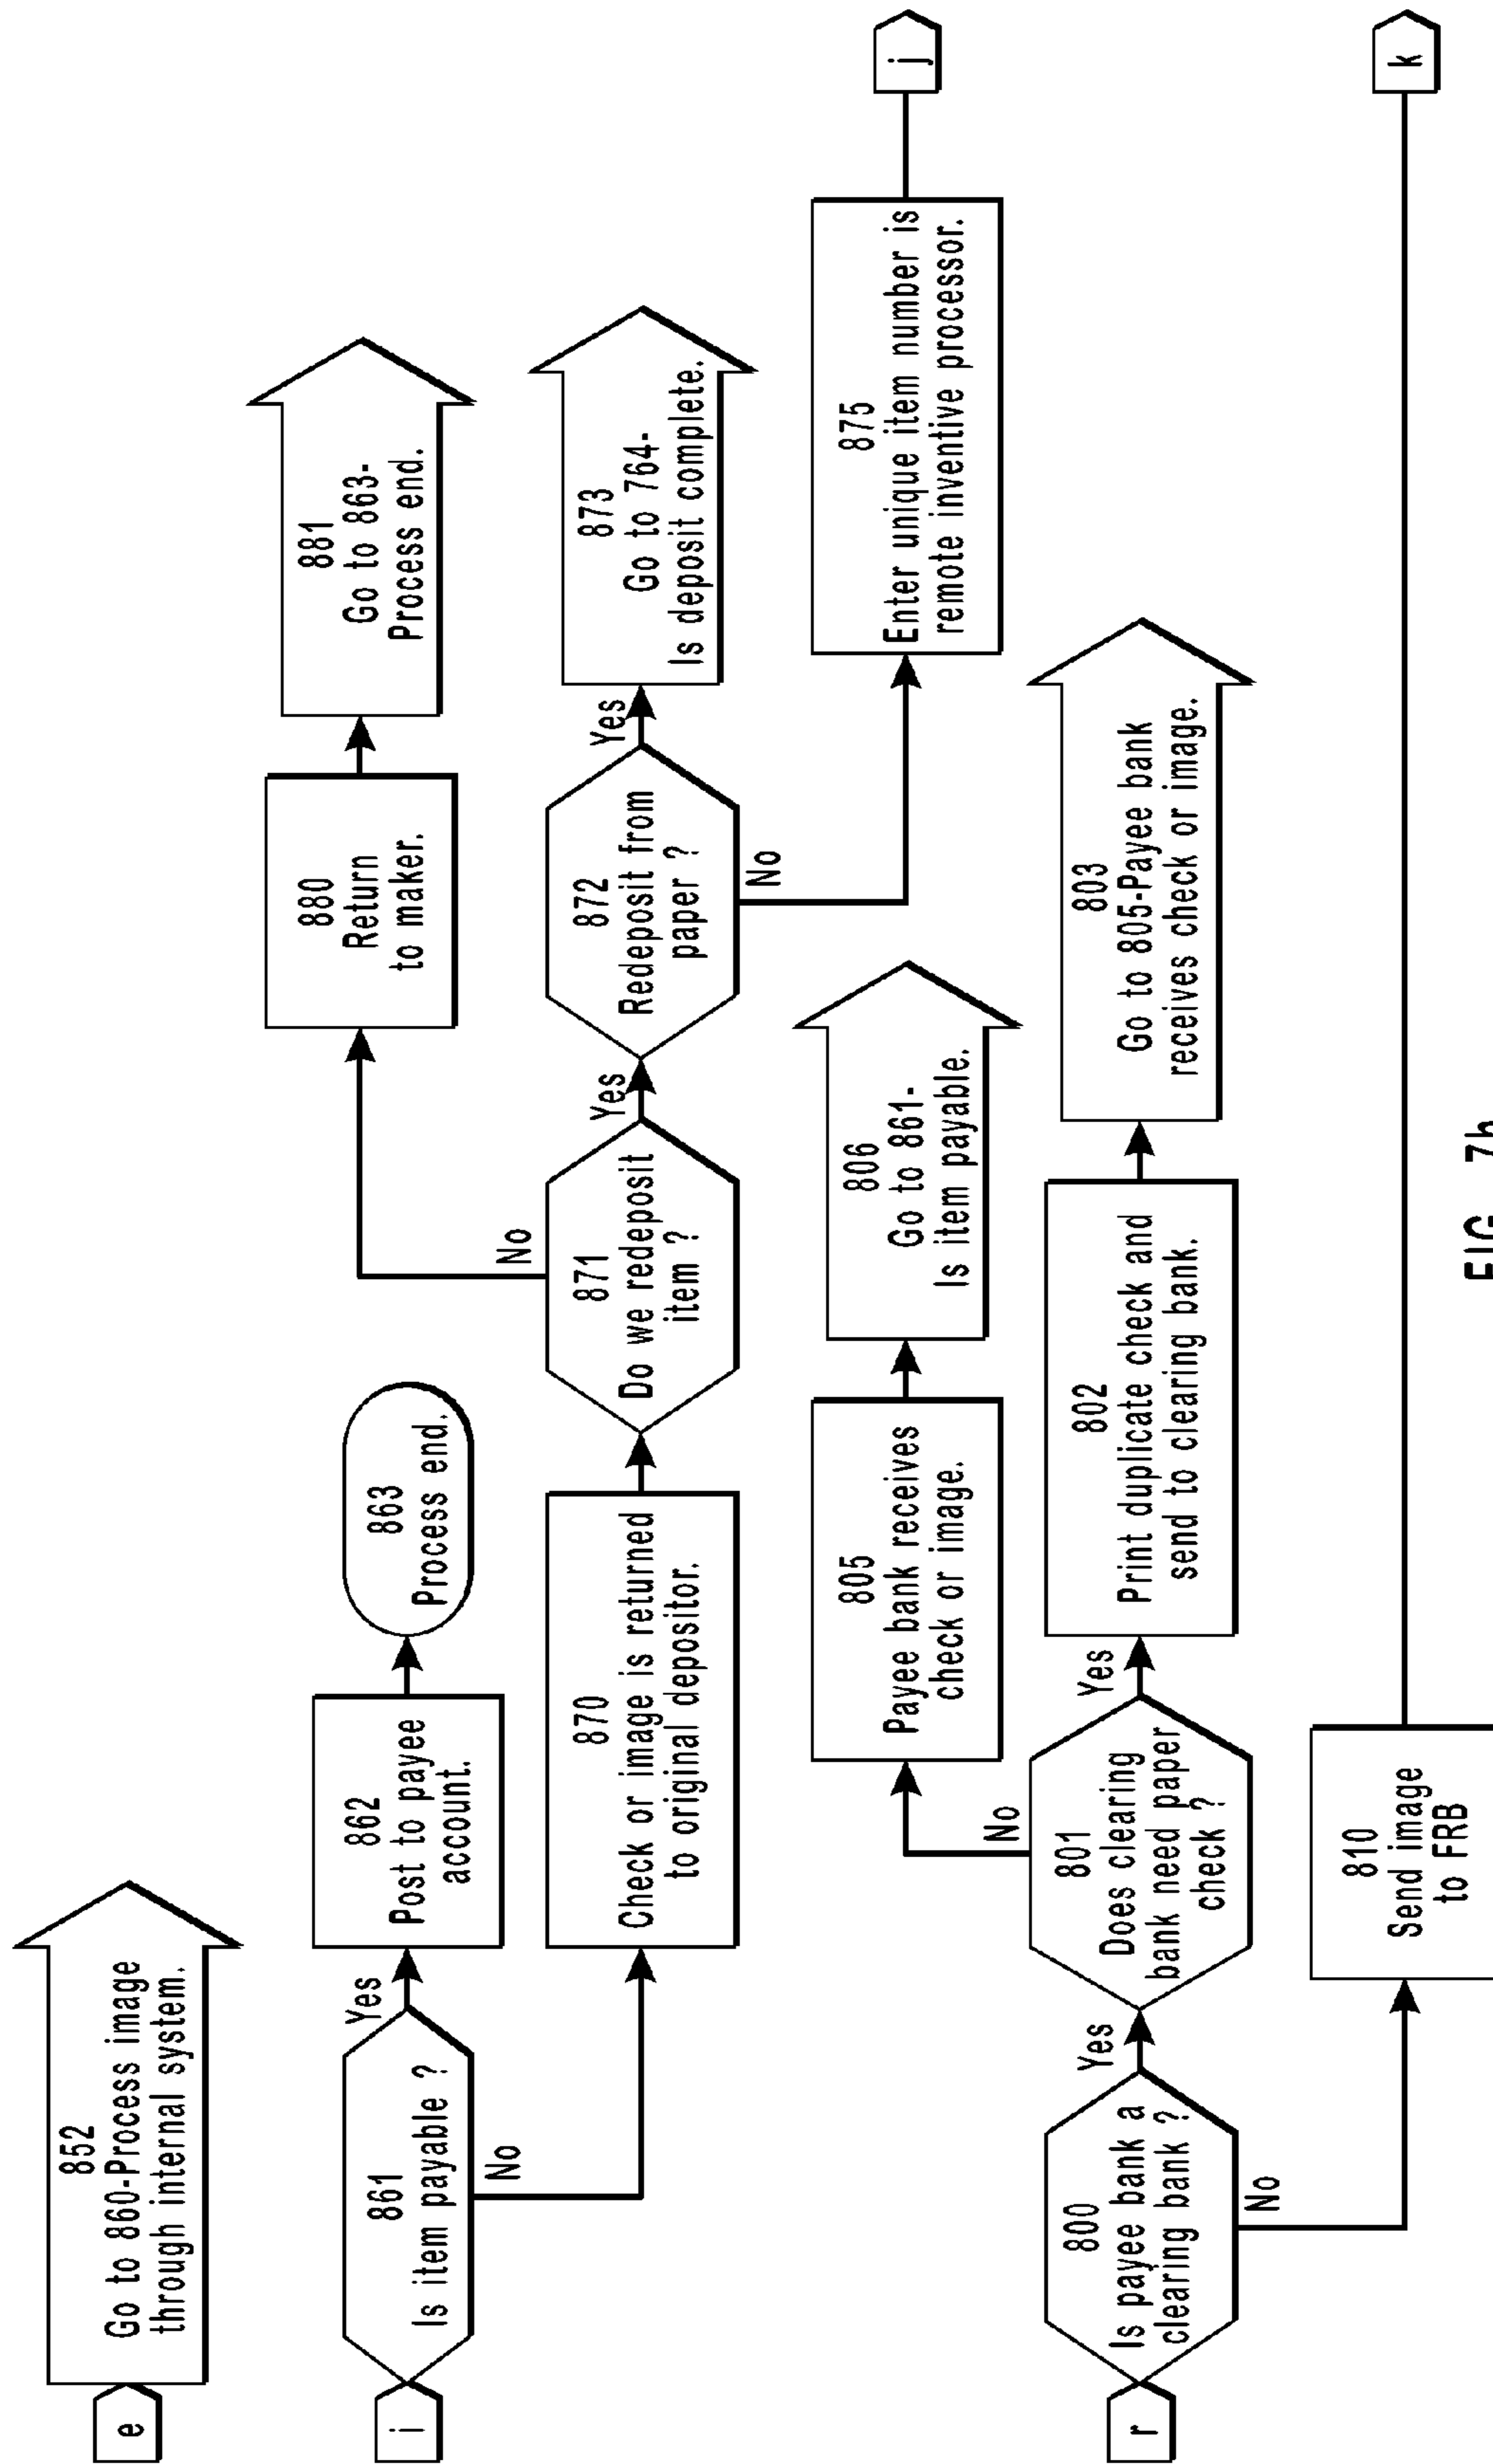 e
852
Go to 860-Process image
through internal system.
i
861
Is item payable ?
Yes
862
Post to payee
account.
863
Process end.
No
870
Check or image is returned
to original depositor.
871
Do we redeposit
item ?
No
880
Return
to maker.
881
Go to 863-
Process end.
Yes
872
Redeposit from
paper ?
Yes
873
Go to 764-
Is deposit complete.
No
875
Enter unique item number is
remote inventive processor.
j
r
800
Is payee bank a
clearing bank ?
Yes
801
Does clearing
bank need paper
check ?
No
805
Payee bank receives
check or image.
806
Go to 861-
Is item payable.
Yes
802
Print duplicate check and
send to clearing bank.
803
Go to 805-Payee bank
receives check or image.
No
810
Send image
to FRB
k